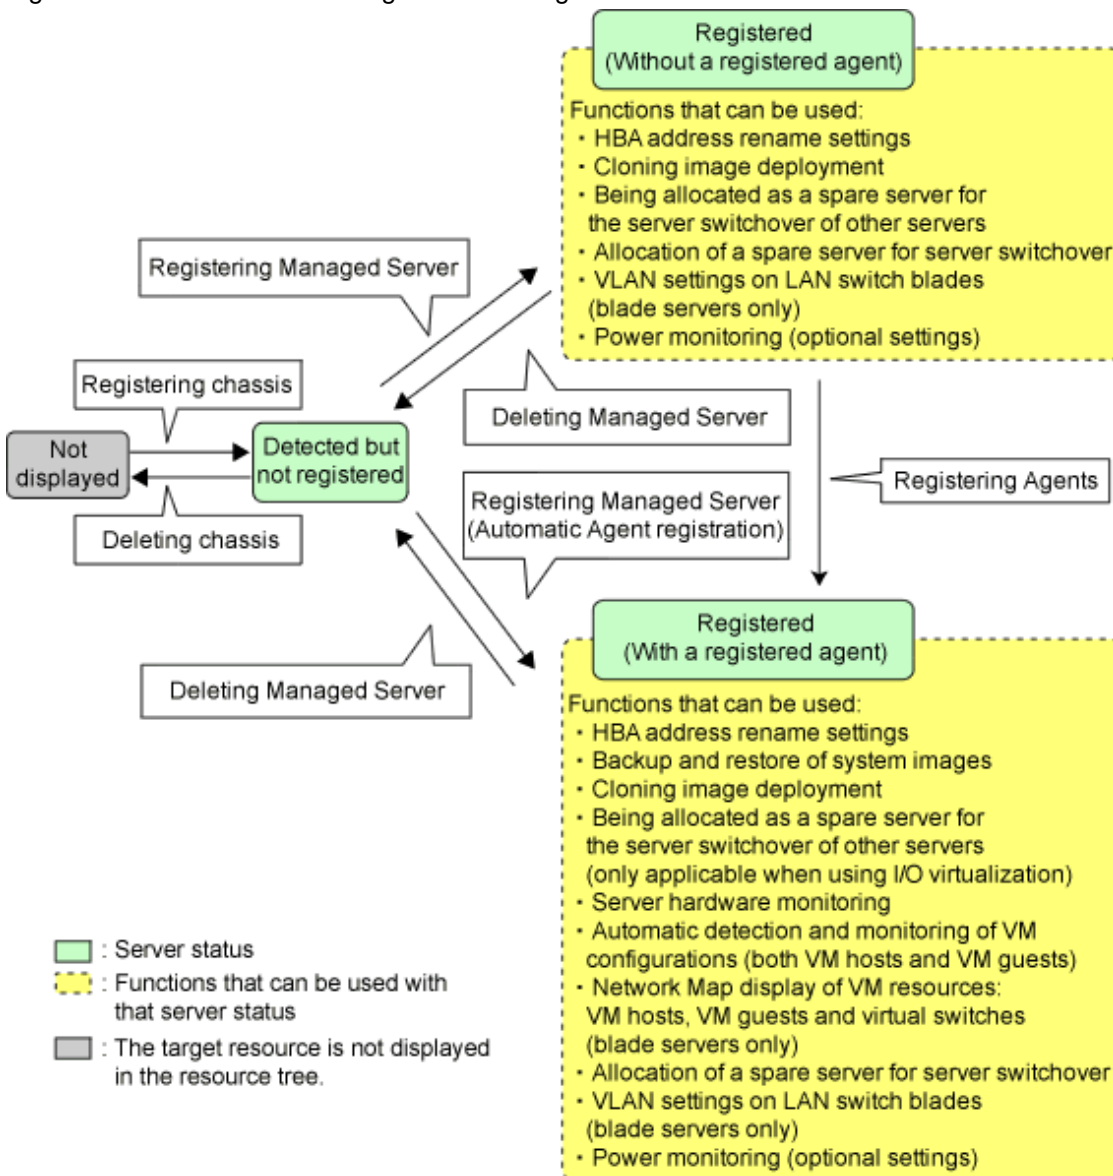 Registered
(Without a registered agent)
Functions that can be used:
・HBA address rename settings
・Cloning image deployment
・Being allocated as a spare server for
the server switchover of other servers
・Allocation of a spare server for server switchover
・VLAN settings on LAN switch blades
(blade servers only)
・Power monitoring (optional settings)
Registering Managed Server
Registering chassis
Deleting Managed Server
Not
displayed
Detected but
not registered
Registering Agents
Registering Managed Server
(Automatic Agent registration)
Deleting chassis
Deleting Managed Server
Registered
(With a registered agent)
Functions that can be used:
・HBA address rename settings
・Backup and restore of system images
・Cloning image deployment
・Being allocated as a spare server for
the server switchover of other servers
(only applicable when using I/O virtualization)
・Server hardware monitoring
・Automatic detection and monitoring of VM
configurations (both VM hosts and VM guests)
・Network Map display of VM resources:
VM hosts, VM guests and virtual switches
(blade servers only)
・Allocation of a spare server for server switchover
・VLAN settings on LAN switch blades
(blade servers only)
・Power monitoring (optional settings)
: Server status
: Functions that can be used with
that server status
: The target resource is not displayed
in the resource tree.